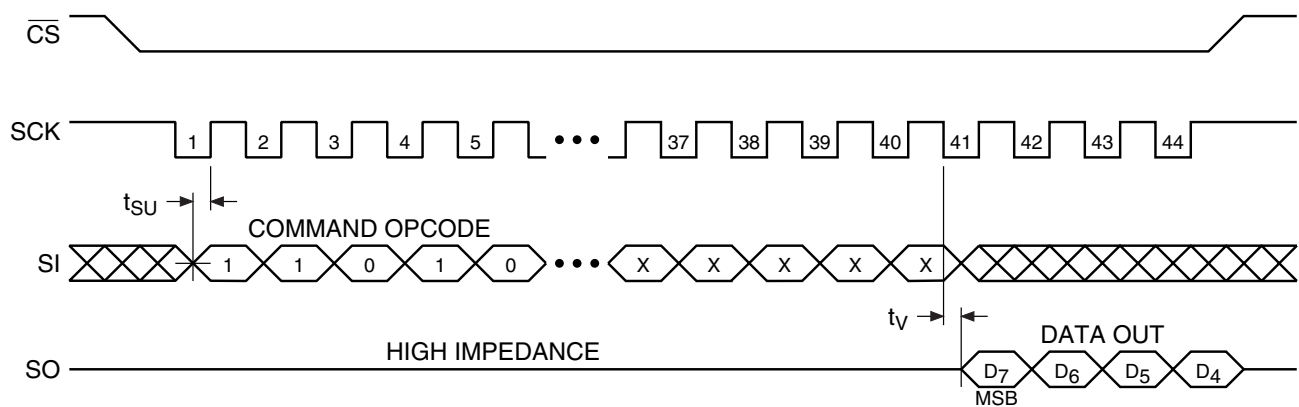 CS
SCK 1 2 3 4 5 ••• 37 38 39 40 41 42 43 44
tSU
COMMAND OPCODE
SI 1 1 0 1 0 ••• X X X X X
tV
DATA OUT
HIGH IMPEDANCE
SO D7 D6 D5 D4
MSB